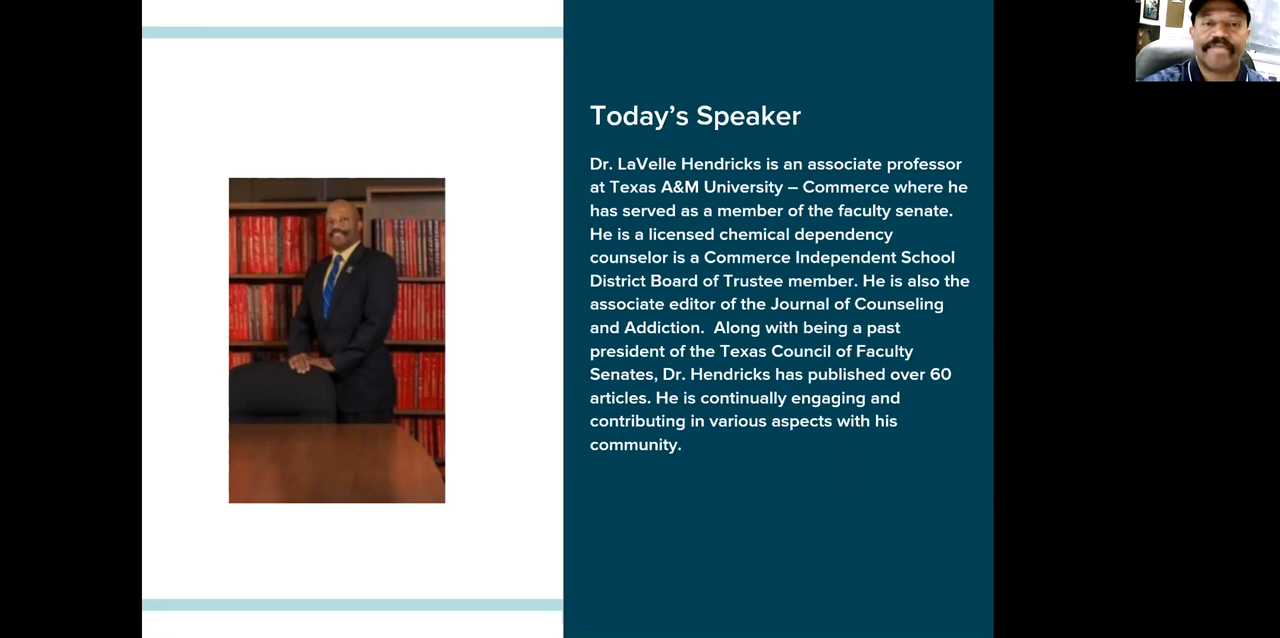 Today’s Speaker
Dr. LaVelle Hendricks is an associate professor
at Texas A&M University – Commerce where he
has served as a member of the faculty senate.
He is a licensed chemical dependency
counselor is a Commerce Independent School
District Board of Trustee member. He is also the
associate editor of the Journal of Counseling
and Addiction.  Along with being a past
president of the Texas Council of Faculty
Senates, Dr. Hendricks has published over 60
articles. He is continually engaging and
contributing in various aspects with his
community.